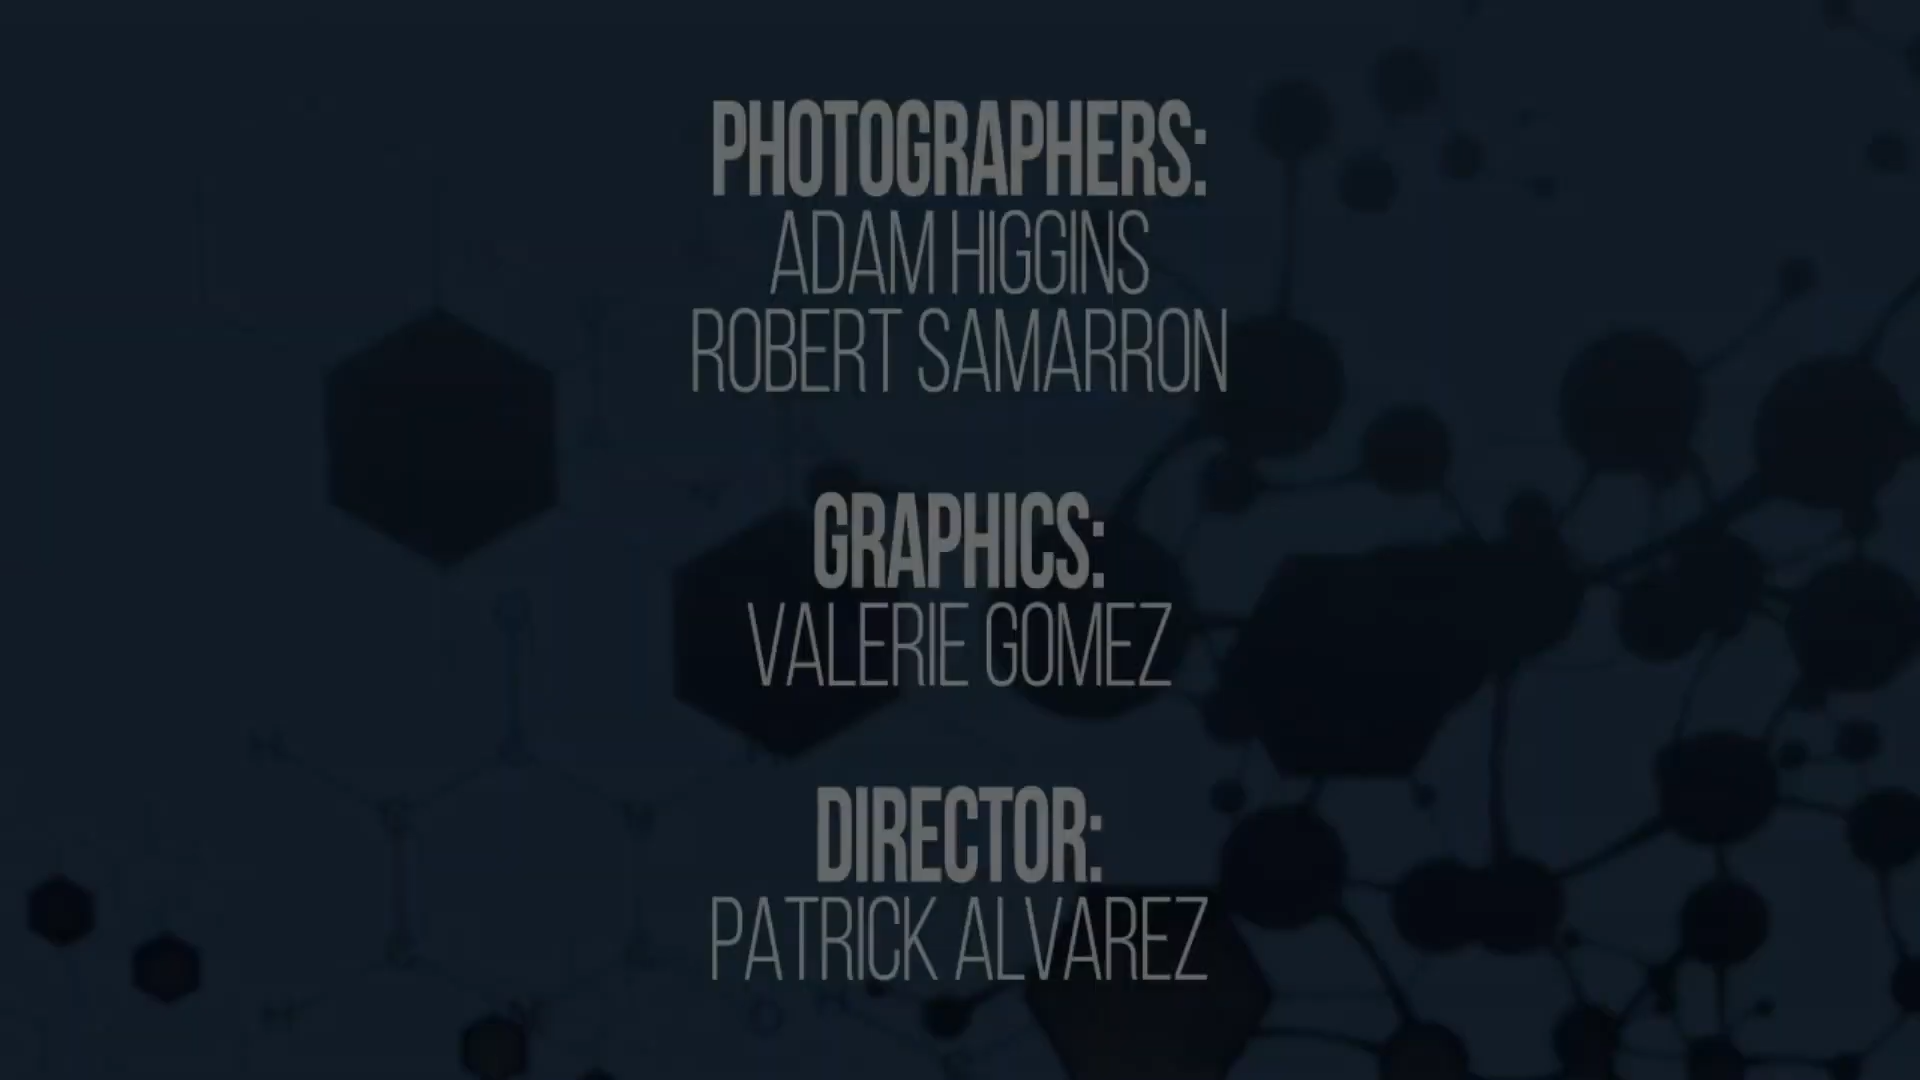 PHOTOGRAPHERS:
ADAM HIGGINS
ROBERT SAMARRON
GRAPHICS:
VALERIE GOMEZ
DIRECTOR:
PATRICK ALVAREZ